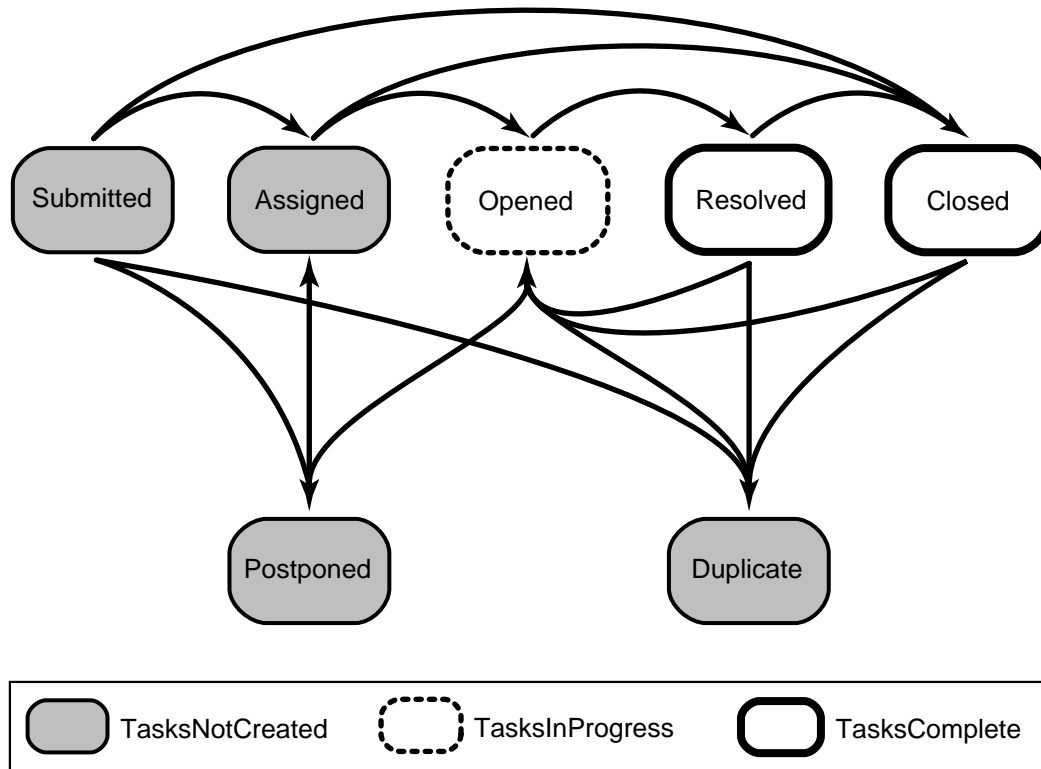 Submitted
Assigned
Opened
Resolved
Closed
Postponed
Duplicate
TasksNotCreated
TasksInProgress
TasksComplete